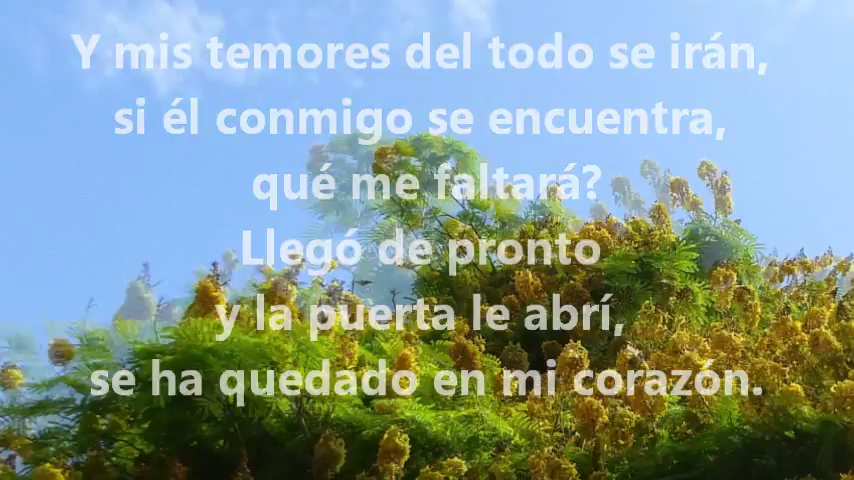 Y mis temores del todo se irán,
si él conmigo se encuentra,
qué me faltará?
Llegó de pronto
y la puerta le abrí,
se ha quedado en mi corazón.